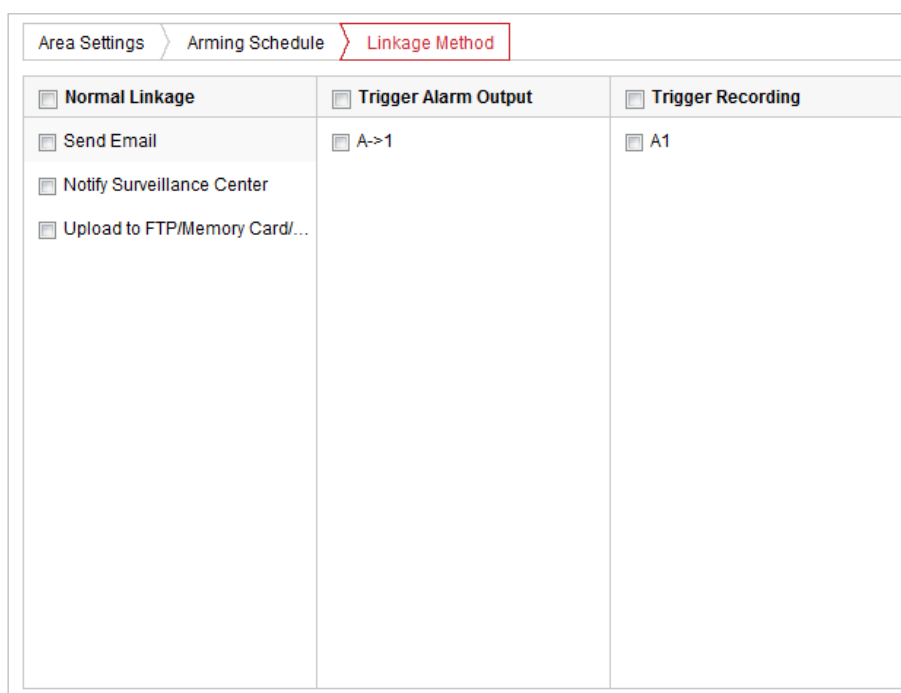 Area Settings Arming Schedule Linkage Method
Normal Linkage Trigger Alarm Output Trigger Recording
Send Email A->1 A1
Notify Surveillance Center
Upload to FTP/Memory Card/...